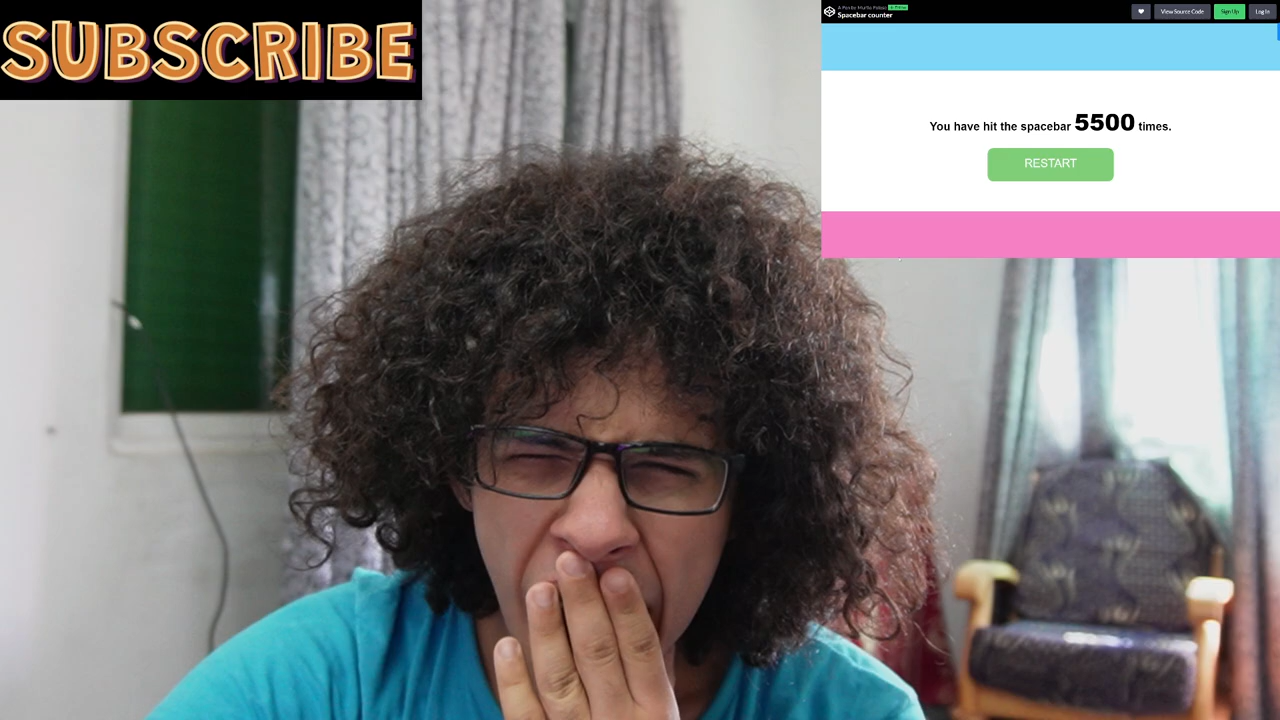 SUBSCRIBE
Spacebar counter
View Source Code
Sign Up
Log In
You have hit the spacebar 5500 times.
RESTART